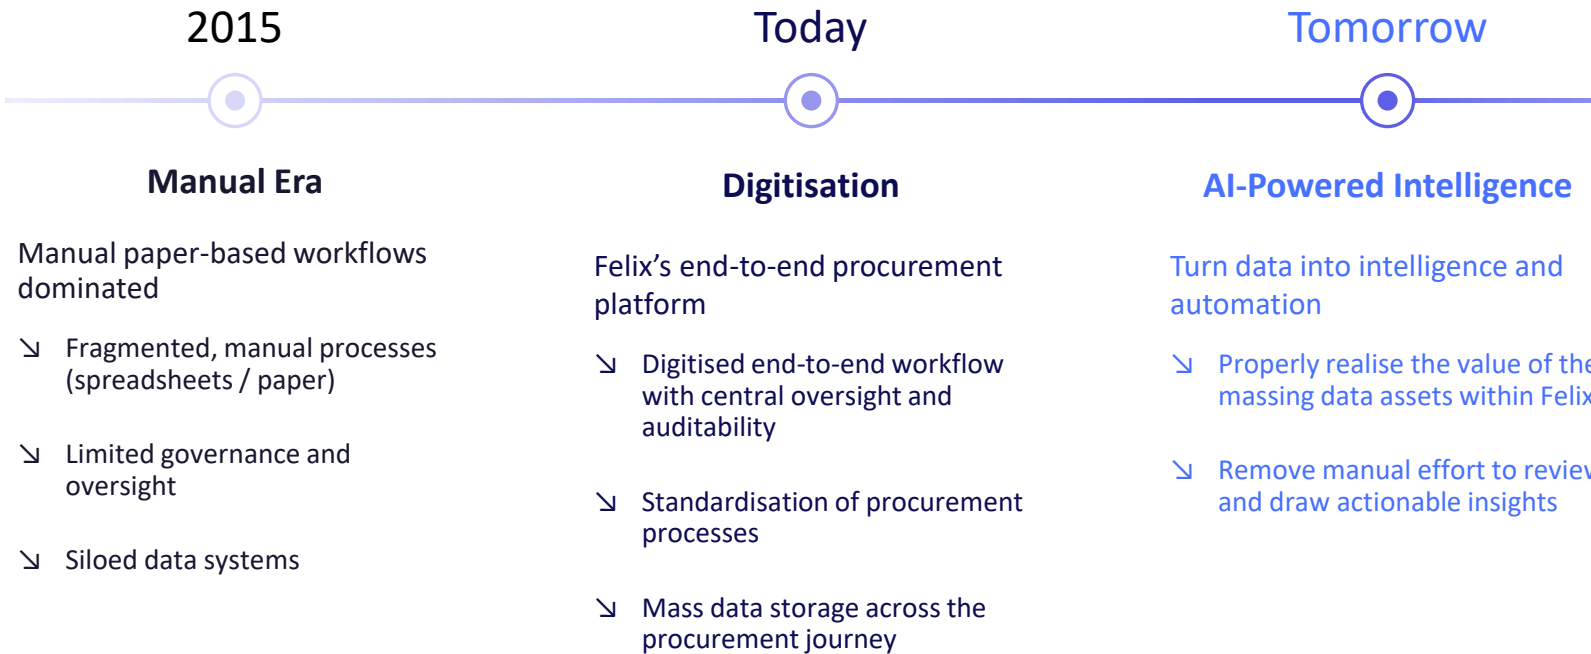 2015
Manual Era
Manual paper-based workflows
dominated
↘ Fragmented, manual processes
(spreadsheets / paper)
↘ Limited governance and
oversight
↘ Siloed data systems
Today
Digitisation
Felix’s end-to-end procurement
platform
↘ Digitised end-to-end workflow
with central oversight and
auditability
↘ Standardisation of procurement
processes
↘ Mass data storage across the
procurement journey
Tomorrow
AI-Powered Intelligence
Turn data into intelligence and
automation
↘ Properly realise the value of the
massing data assets within Felix
↘ Remove manual effort to review
and draw actionable insights